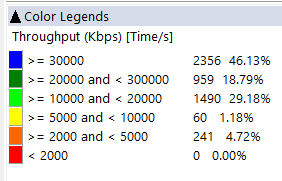 Color Legends
Throughput (Kbps) [Time/s]
>= 30000 2356 46.13%
>= 20000 and < 300000 959 18.79%
>= 10000 and < 20000 1490 29.18%
>= 5000 and < 10000 60 1.18%
>= 2000 and < 5000 241 4.72%
< 2000 0 0.00%